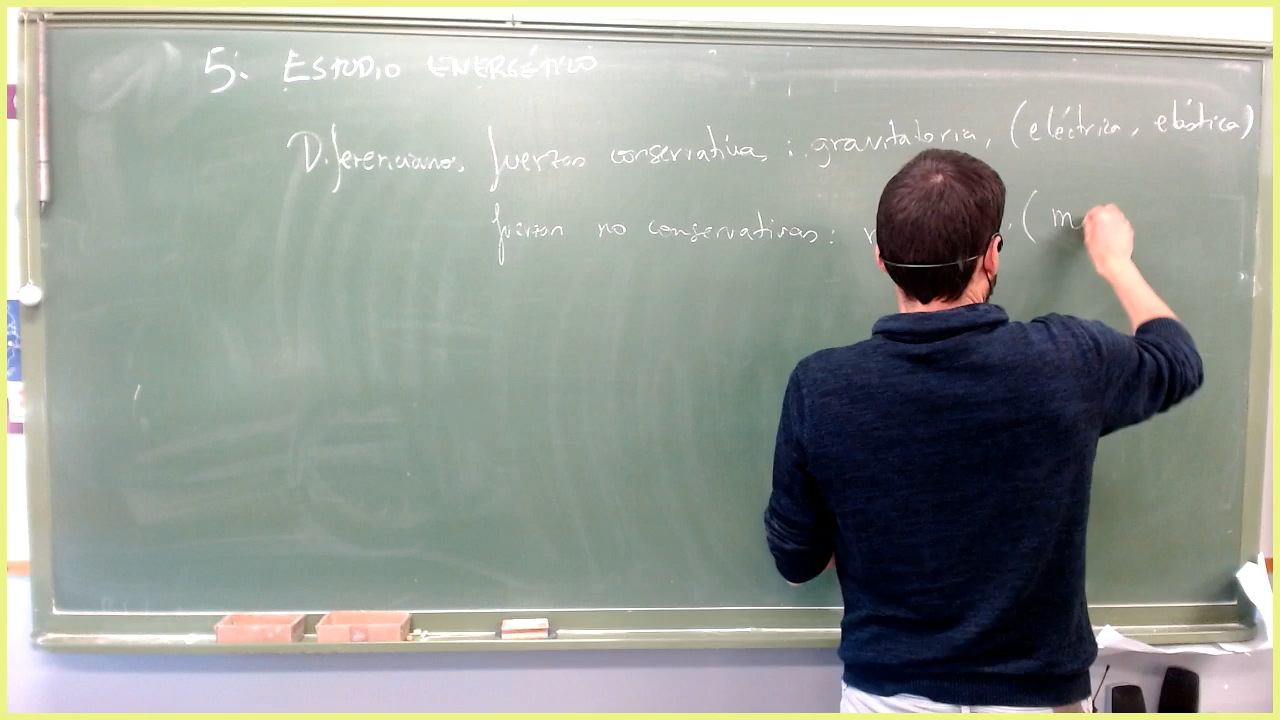 5: ESTUDIO ENERGÉTICO
Diferenciamos fuerzas conservativas : gravitatoria, (eléctrica, elástica)
fuerzas no conservativas: , ( m